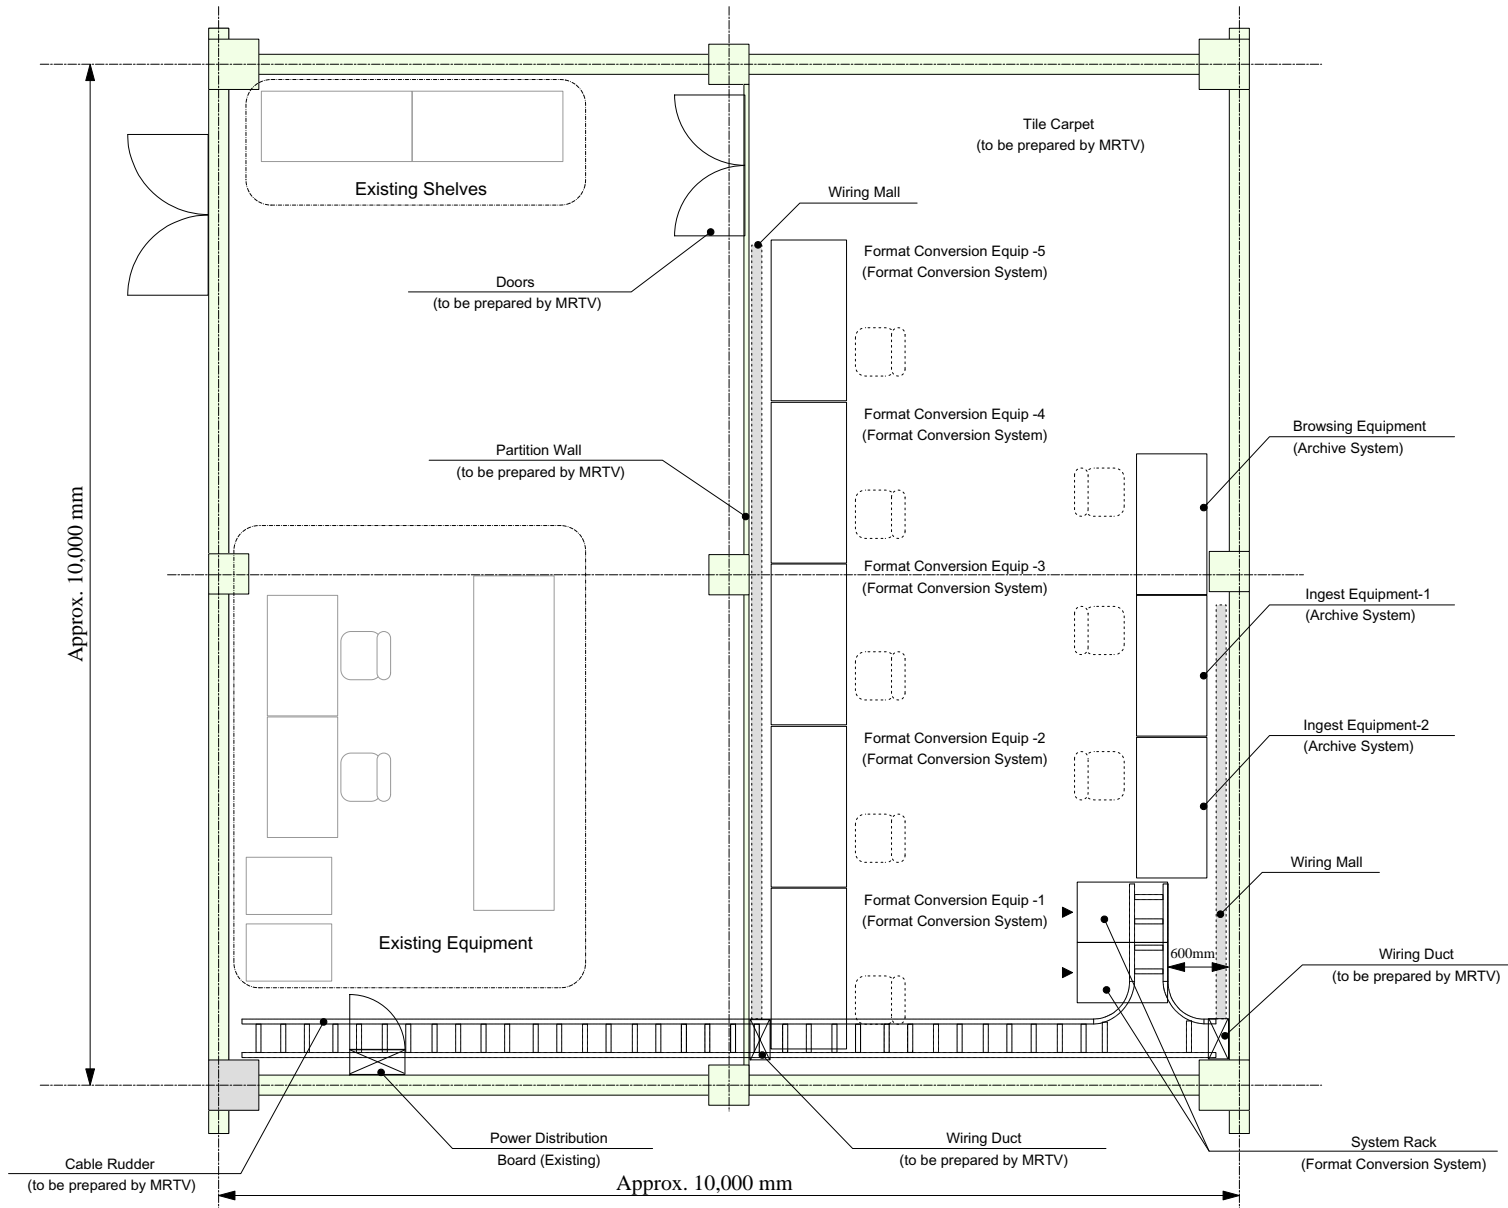 Tile Carpet
(to be prepared by MRTV)
Existing Shelves
Wiring Mall
Format Conversion Equip -5
(Format Conversion System)
Doors
(to be prepared by MRTV)
Format Conversion Equip -4
(Format Conversion System)
Browsing Equipment
(Archive System)
Partition Wall
(to be prepared by MRTV)
Approx. 10,000 mm
Format Conversion Equip -3
(Format Conversion System)
Ingest Equipment-1
(Archive System)
Format Conversion Equip -2
(Format Conversion System)
Ingest Equipment-2
(Archive System)
Wiring Mall
Format Conversion Equip -1
(Format Conversion System)
Existing Equipment
600mm
Wiring Duct
(to be prepared by MRTV)
Power Distribution
Board (Existing)
Wiring Duct
(to be prepared by MRTV)
System Rack
(Format Conversion System)
Cable Rudder
(to be prepared by MRTV)
Approx. 10,000 mm